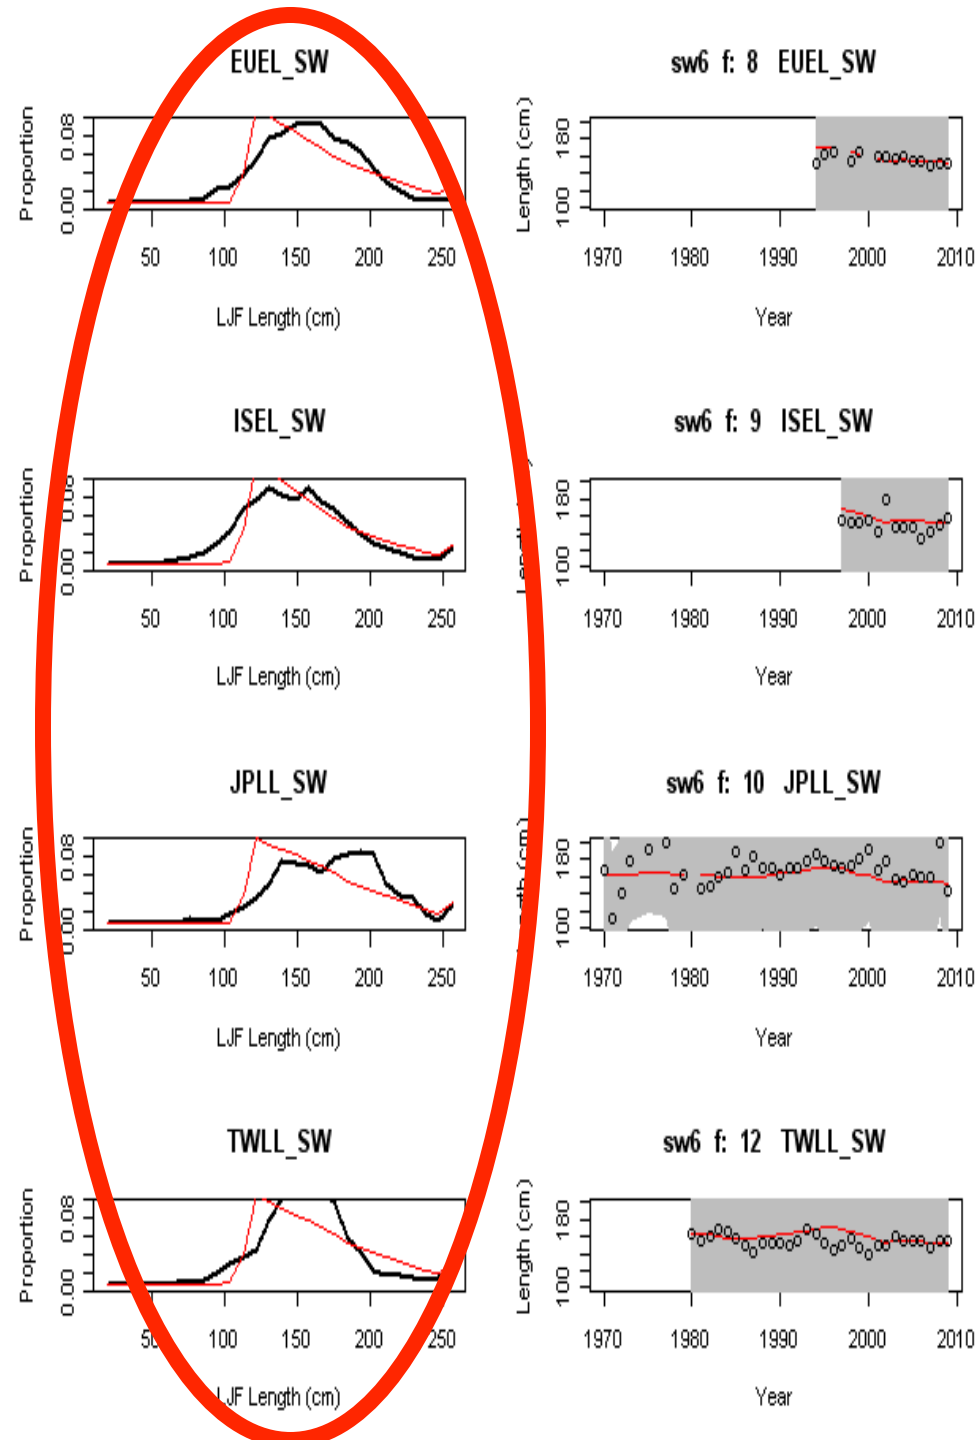 EUEL_SW
Proportion
0.08
0.00
50 100 150 200 250
LJF Length (cm)
sw6 f: 8 EUEL_SW
Length (cm)
180
100
1970 1980 1990 2000 2010
Year
ISEL_SW
Proportion
0.00
50 100 150 200 250
LJF Length (cm)
sw6 f: 9 ISEL_SW
180
100
1970 1980 1990 2000 2010
Year
JPLL_SW
Proportion
0.08
0.00
50 100 150 200 250
LJF Length (cm)
sw6 f: 10 JPLL_SW
180
100
1970 1980 1990 2000 2010
Year
TWLL_SW
Proportion
0.08
0.00
50 100 150 200 250
LJF Length (cm)
sw6 f: 12 TWLL_SW
Length (cm)
180
100
1970 1980 1990 2000 2010
Year